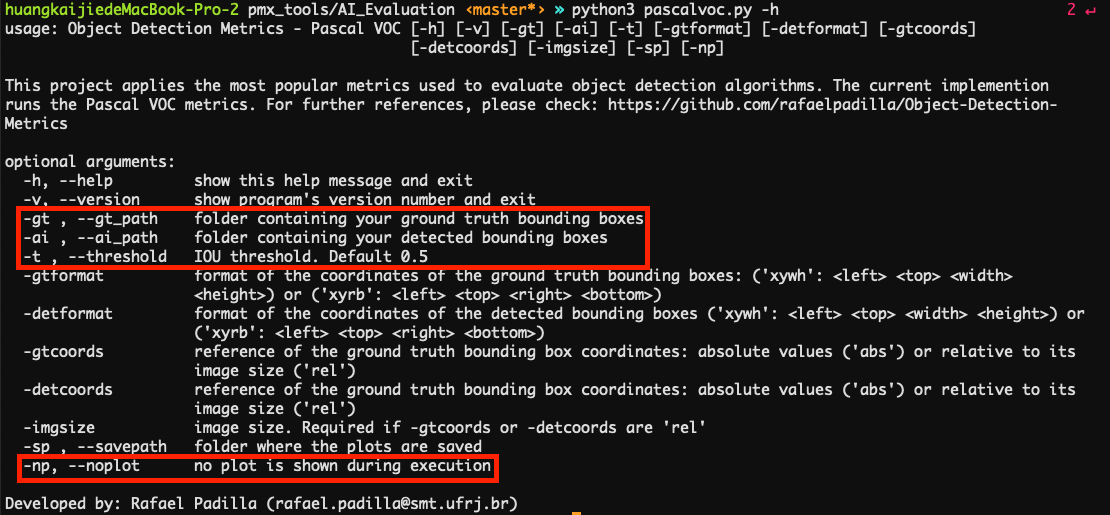 huangkaijiedeMacBook-Pro-2 pmx_tools/AI_Evaluation ‹master*› » python3 pascalvoc.py -h 2 ↵
usage: Object Detection Metrics - Pascal VOC [-h] [-v] [-gt] [-ai] [-t] [-gtformat] [-detformat] [-gtcoords]
[-detcoords] [-imgsize] [-sp] [-np]
This project applies the most popular metrics used to evaluate object detection algorithms. The current implemention
runs the Pascal VOC metrics. For further references, please check: https://github.com/rafaelpadilla/Object-Detection-
Metrics
optional arguments:
-h, --help show this help message and exit
-v, --version show program's version number and exit
-gt , --gt_path folder containing your ground truth bounding boxes
-ai , --ai_path folder containing your detected bounding boxes
-t , --threshold IOU threshold. Default 0.5
-gtformat format of the coordinates of the ground truth bounding boxes: ('xywh': <left> <top> <width>
<height>) or ('xyrb': <left> <top> <right> <bottom>)
-detformat format of the coordinates of the detected bounding boxes ('xywh': <left> <top> <width> <height>) or
('xyrb': <left> <top> <right> <bottom>)
-gtcoords reference of the ground truth bounding box coordinates: absolute values ('abs') or relative to its
image size ('rel')
-detcoords reference of the ground truth bounding box coordinates: absolute values ('abs') or relative to its
image size ('rel')
-imgsize image size. Required if -gtcoords or -detcoords are 'rel'
-sp , --savepath folder where the plots are saved
-np, --noplot no plot is shown during execution
Developed by: Rafael Padilla (rafael.padilla@smt.ufrj.br)